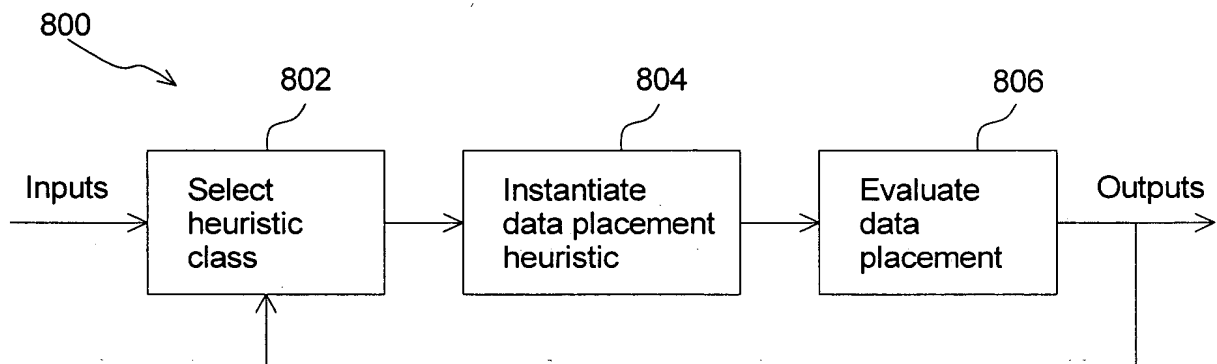 800
802
804
806
Inputs
Select
heuristic
class
Instantiate
data placement
heuristic
Evaluate
data
placement
Outputs